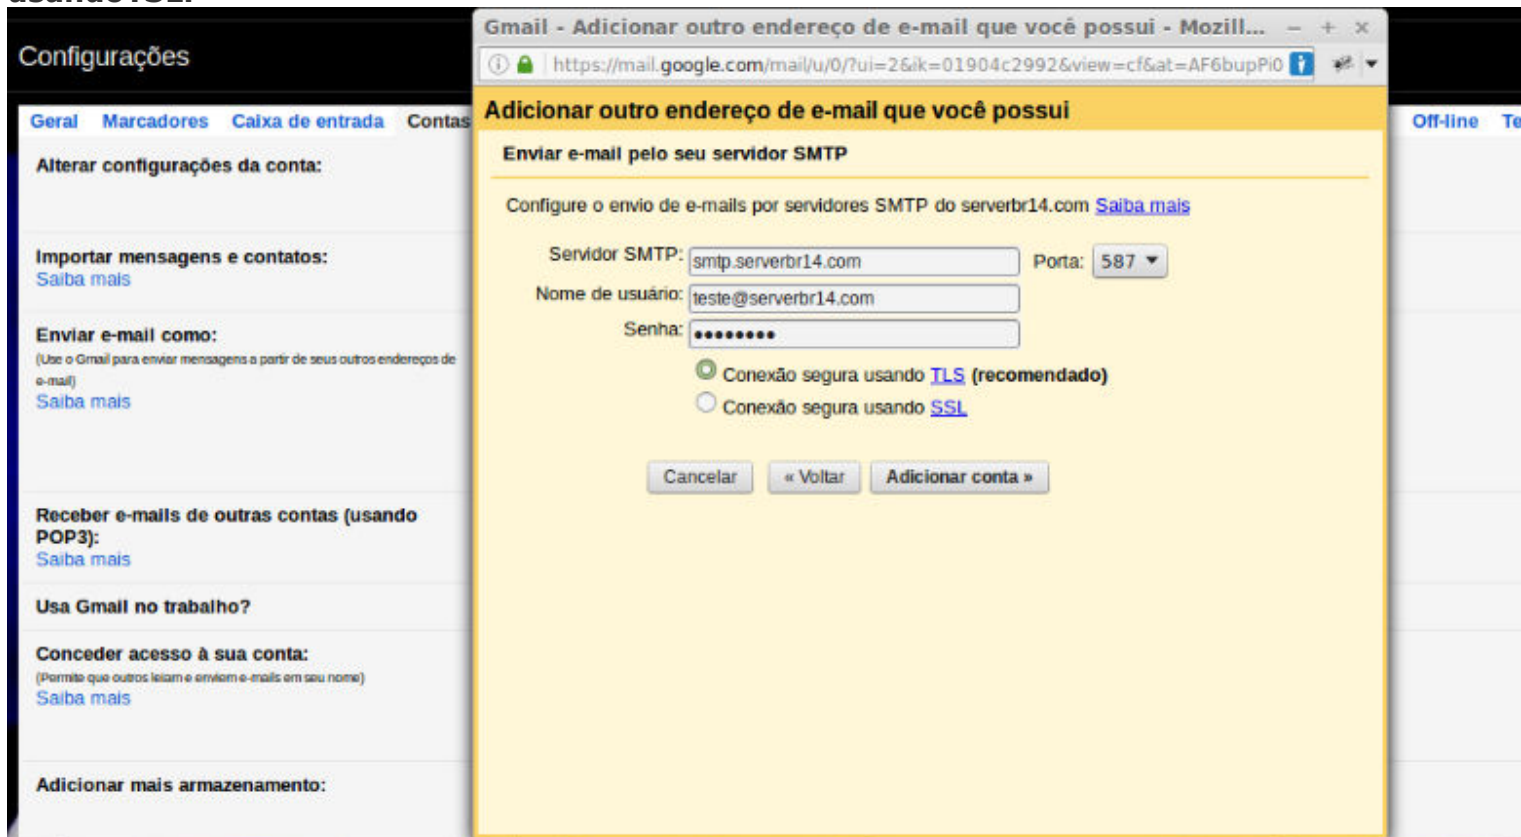 Configurações
Geral Marcadores Caixa de entrada Contas
Alterar configurações da conta:
Importar mensagens e contatos:
Saiba mais
Enviar e-mail como:
(Use o Gmail para enviar mensagens a partir de seus outros endereços de
e-mail)
Saiba mais
Receber e-mails de outras contas (usando
POP3):
Saiba mais
Usa Gmail no trabalho?
Conceder acesso à sua conta:
(Permite que outros leiam e enviem e-mails em seu nome)
Saiba mais
Adicionar mais armazenamento:
Gmail - Adicionar outro endereço de e-mail que você possui - Mozill...
https://mail.google.com/mail/u/0/?ui=2&ik=01904c2992&view=cf&at=AF6bupPi0
Adicionar outro endereço de e-mail que você possui
Enviar e-mail pelo seu servidor SMTP
Configure o envio de e-mails por servidores SMTP do serverbr14.com Saiba mais
Servidor SMTP: smtp.serverbr14.com Porta: 587
Nome de usuário: teste@serverbr14.com
Senha: ••••••••
Conexão segura usando TLS (recomendado)
Conexão segura usando SSL
Cancelar « Voltar Adicionar conta »
Off-line Te